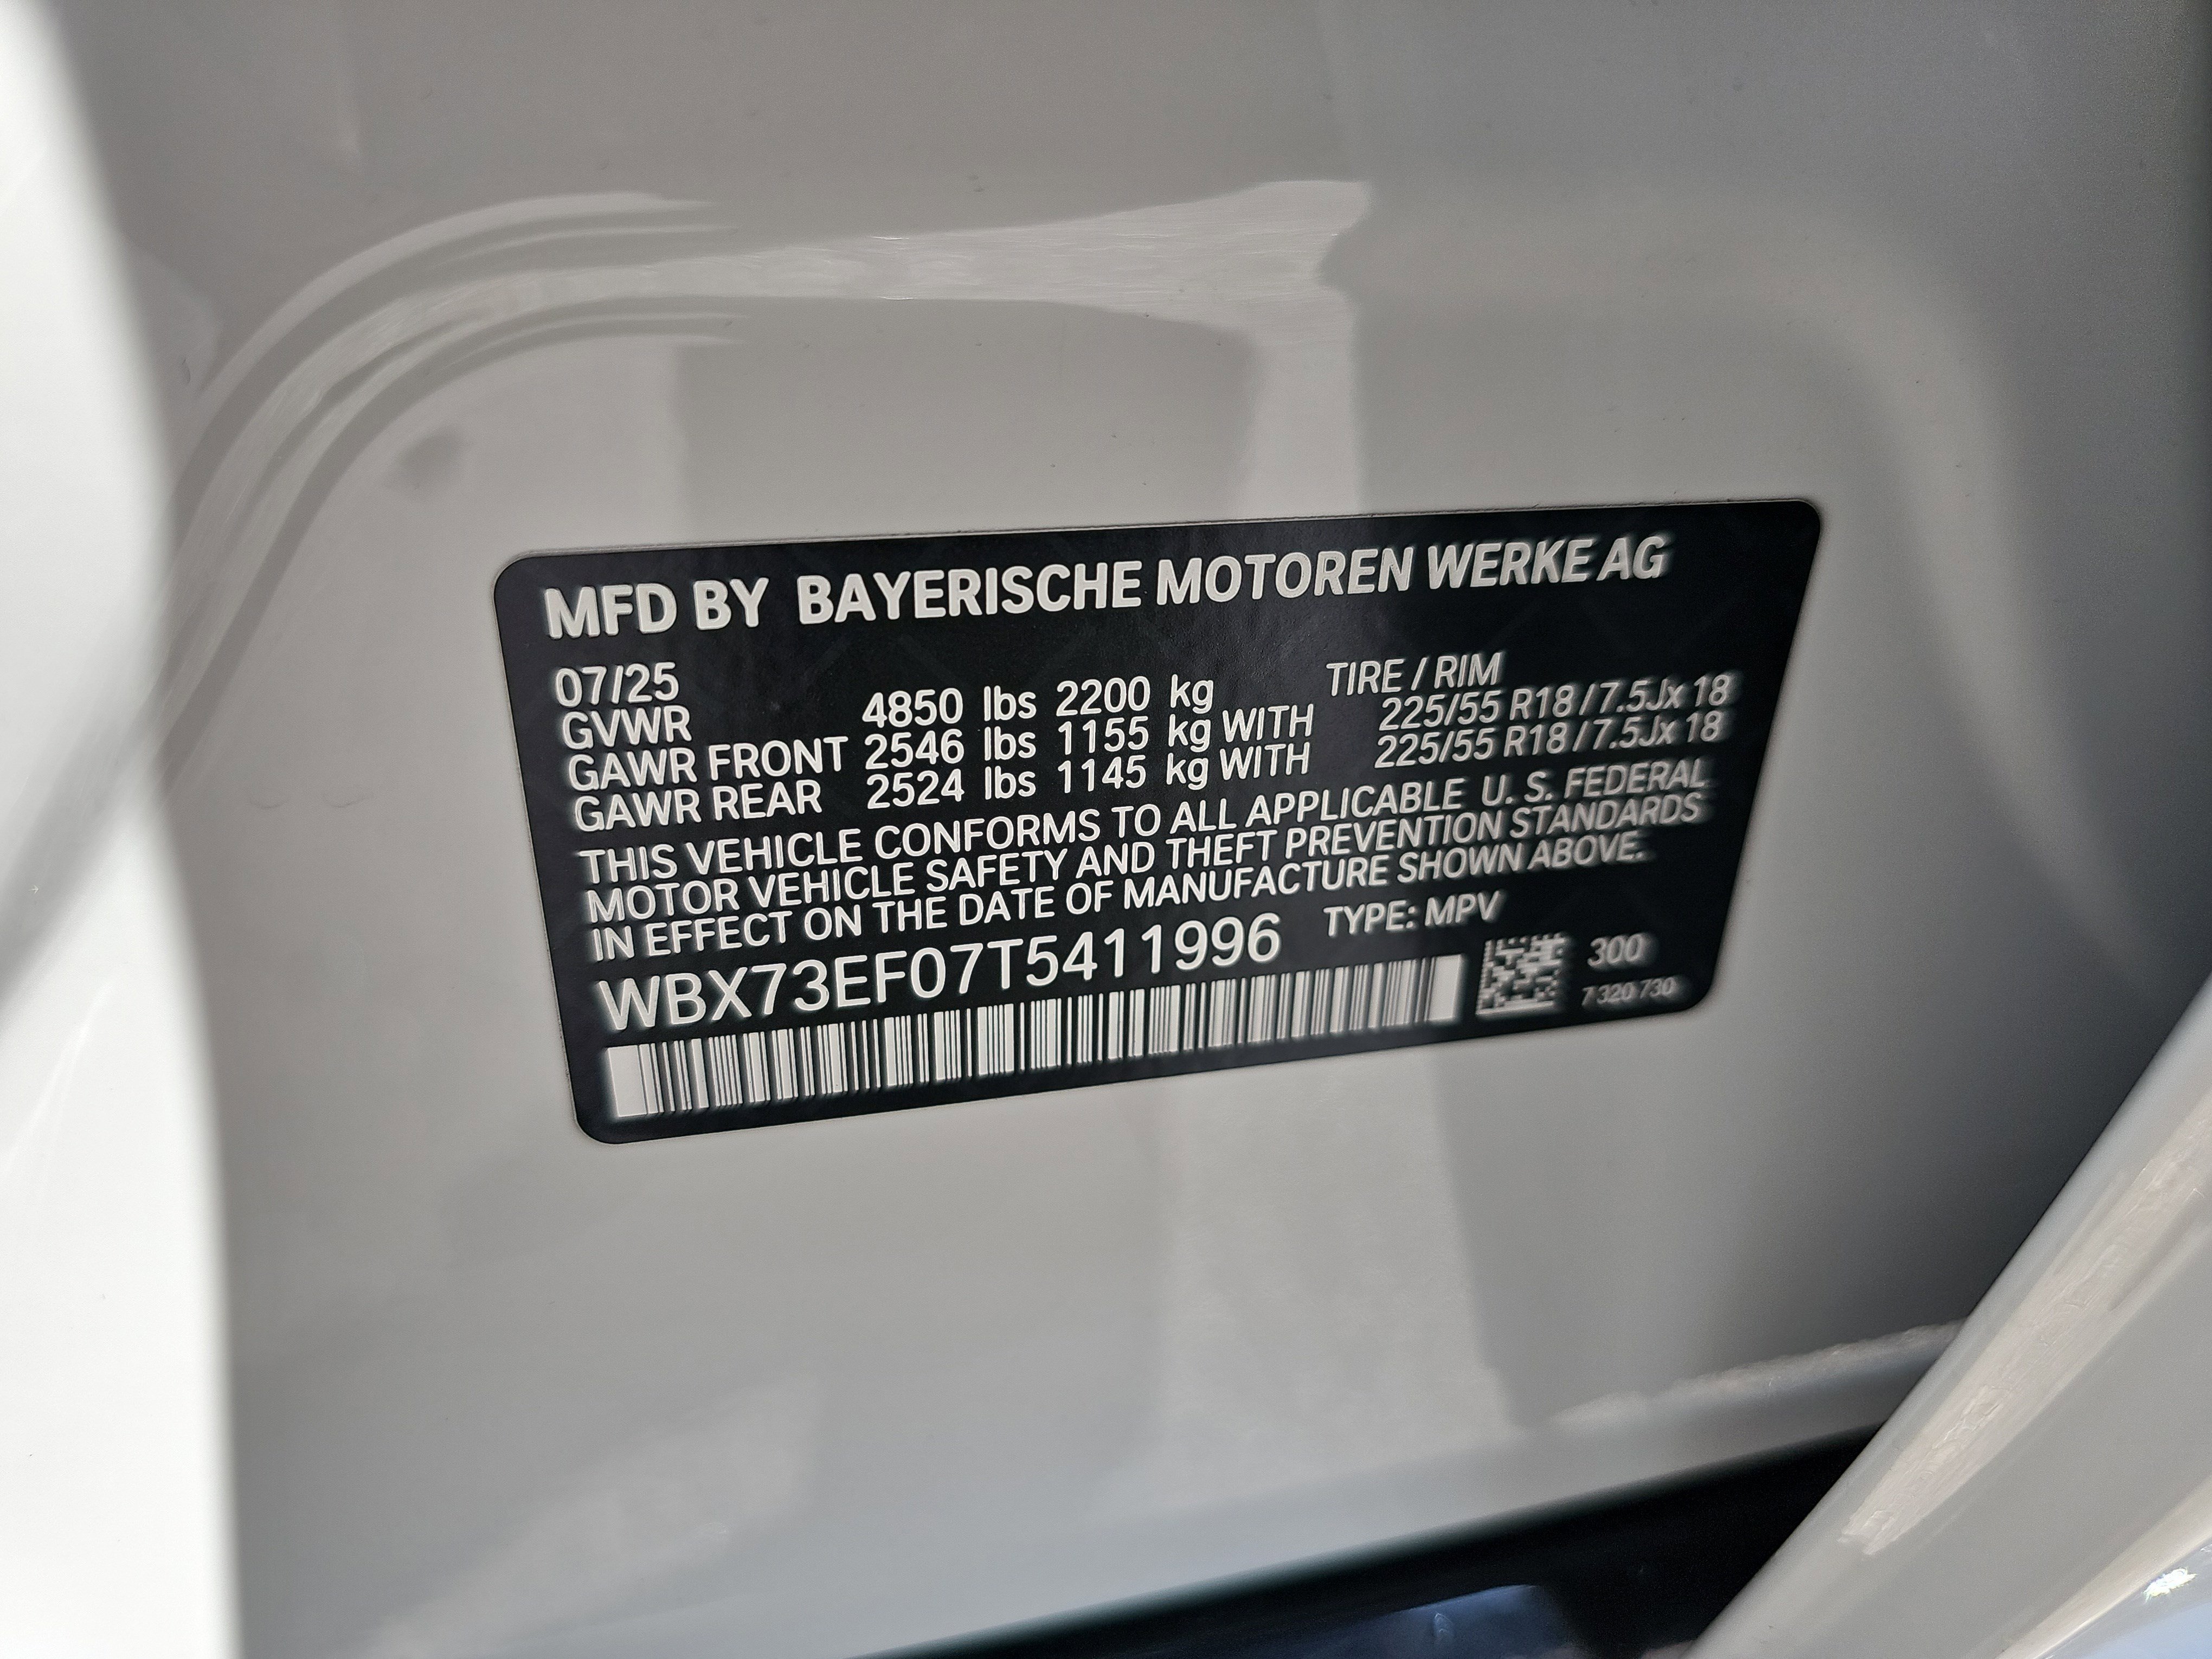 MFD BY BAYERISCHE MOTOREN WERKE AG
07/25 TIRE / RIM
GVWR 4850 lbs 2200 kg
GAWR FRONT 2546 lbs 1155 kg WITH 225/55 R18 / 7.5Jx 18
GAWR REAR 2524 lbs 1145 kg WITH 225/55 R18 / 7.5Jx 18
THIS VEHICLE CONFORMS TO ALL APPLICABLE U. S. FEDERAL
MOTOR VEHICLE SAFETY AND THEFT PREVENTION STANDARDS
IN EFFECT ON THE DATE OF MANUFACTURE SHOWN ABOVE.
WBX73EF07T5411996 TYPE: MPV
300
7 320 730